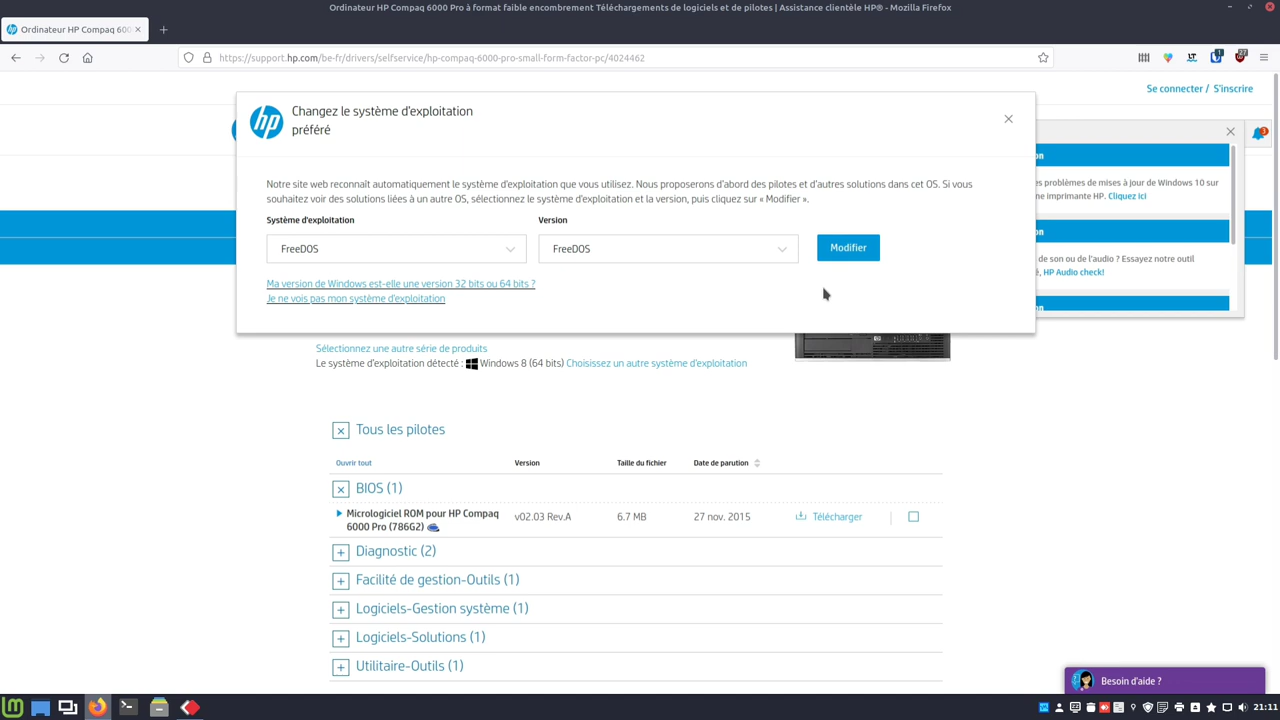 Ordinateur HP Compaq 6000 Pro à format faible encombrement Téléchargements de logiciels et de pilotes | Assistance clientèle HP® - Mozilla Firefox
Ordinateur HP Compaq 600
https://support.hp.com/be-fr/drivers/selfservice/hp-compaq-6000-pro-small-form-factor-pc/4024462
LT
1
27
Se connecter / S'inscrire
hp
Changez le système d'exploitation
préféré
3
on
es problèmes de mises à jour de Windows 10 sur
ne imprimante HP. Cliquez ici
on
de son ou de l'audio ? Essayez notre outil
é, HP Audio check!
on
Notre site web reconnaît automatiquement le système d'exploitation que vous utilisez. Nous proposerons d'abord des pilotes et d'autres solutions dans cet OS. Si vous
souhaitez voir des solutions liées à un autre OS, sélectionnez le système d'exploitation et la version, puis cliquez sur « Modifier ».
Système d'exploitation Version
FreeDOS FreeDOS Modifier
Ma version de Windows est-elle une version 32 bits ou 64 bits ?
Je ne vois pas mon système d'exploitation
Sélectionnez une autre série de produits
Le système d'exploitation détecté : Windows 8 (64 bits) Choisissez un autre système d'exploitation
Tous les pilotes
Ouvrir tout Version Taille du fichier Date de parution
BIOS (1)
Micrologiciel ROM pour HP Compaq
6000 Pro (786G2) v02.03 Rev.A 6.7 MB 27 nov. 2015 Télécharger
Diagnostic (2)
Facilité de gestion-Outils (1)
Logiciels-Gestion système (1)
Logiciels-Solutions (1)
Utilitaire-Outils (1)
Besoin d'aide ?
21:11